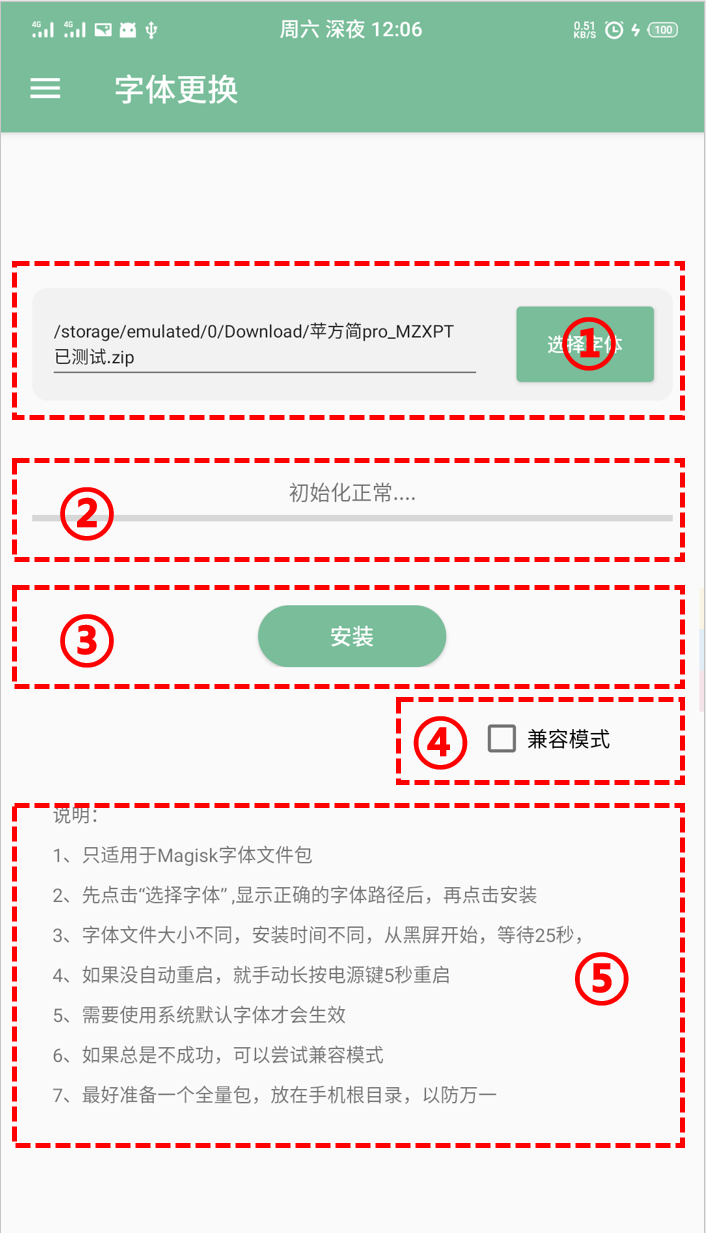 4G 4G 周六 深夜 12:06 0.51 KB/S 100
字体更换
/storage/emulated/0/Download/苹方简pro_MZXPT
已测试.zip
选择字体
①
初始化正常....
②
③
安装
④
兼容模式
说明：
1、只适用于Magisk字体文件包
2、先点击“选择字体” ,显示正确的字体路径后，再点击安装
3、字体文件大小不同，安装时间不同，从黑屏开始，等待25秒，
4、如果没自动重启，就手动长按电源键5秒重启
⑤
5、需要使用系统默认字体才会生效
6、如果总是不成功，可以尝试兼容模式
7、最好准备一个全量包，放在手机根目录，以防万一